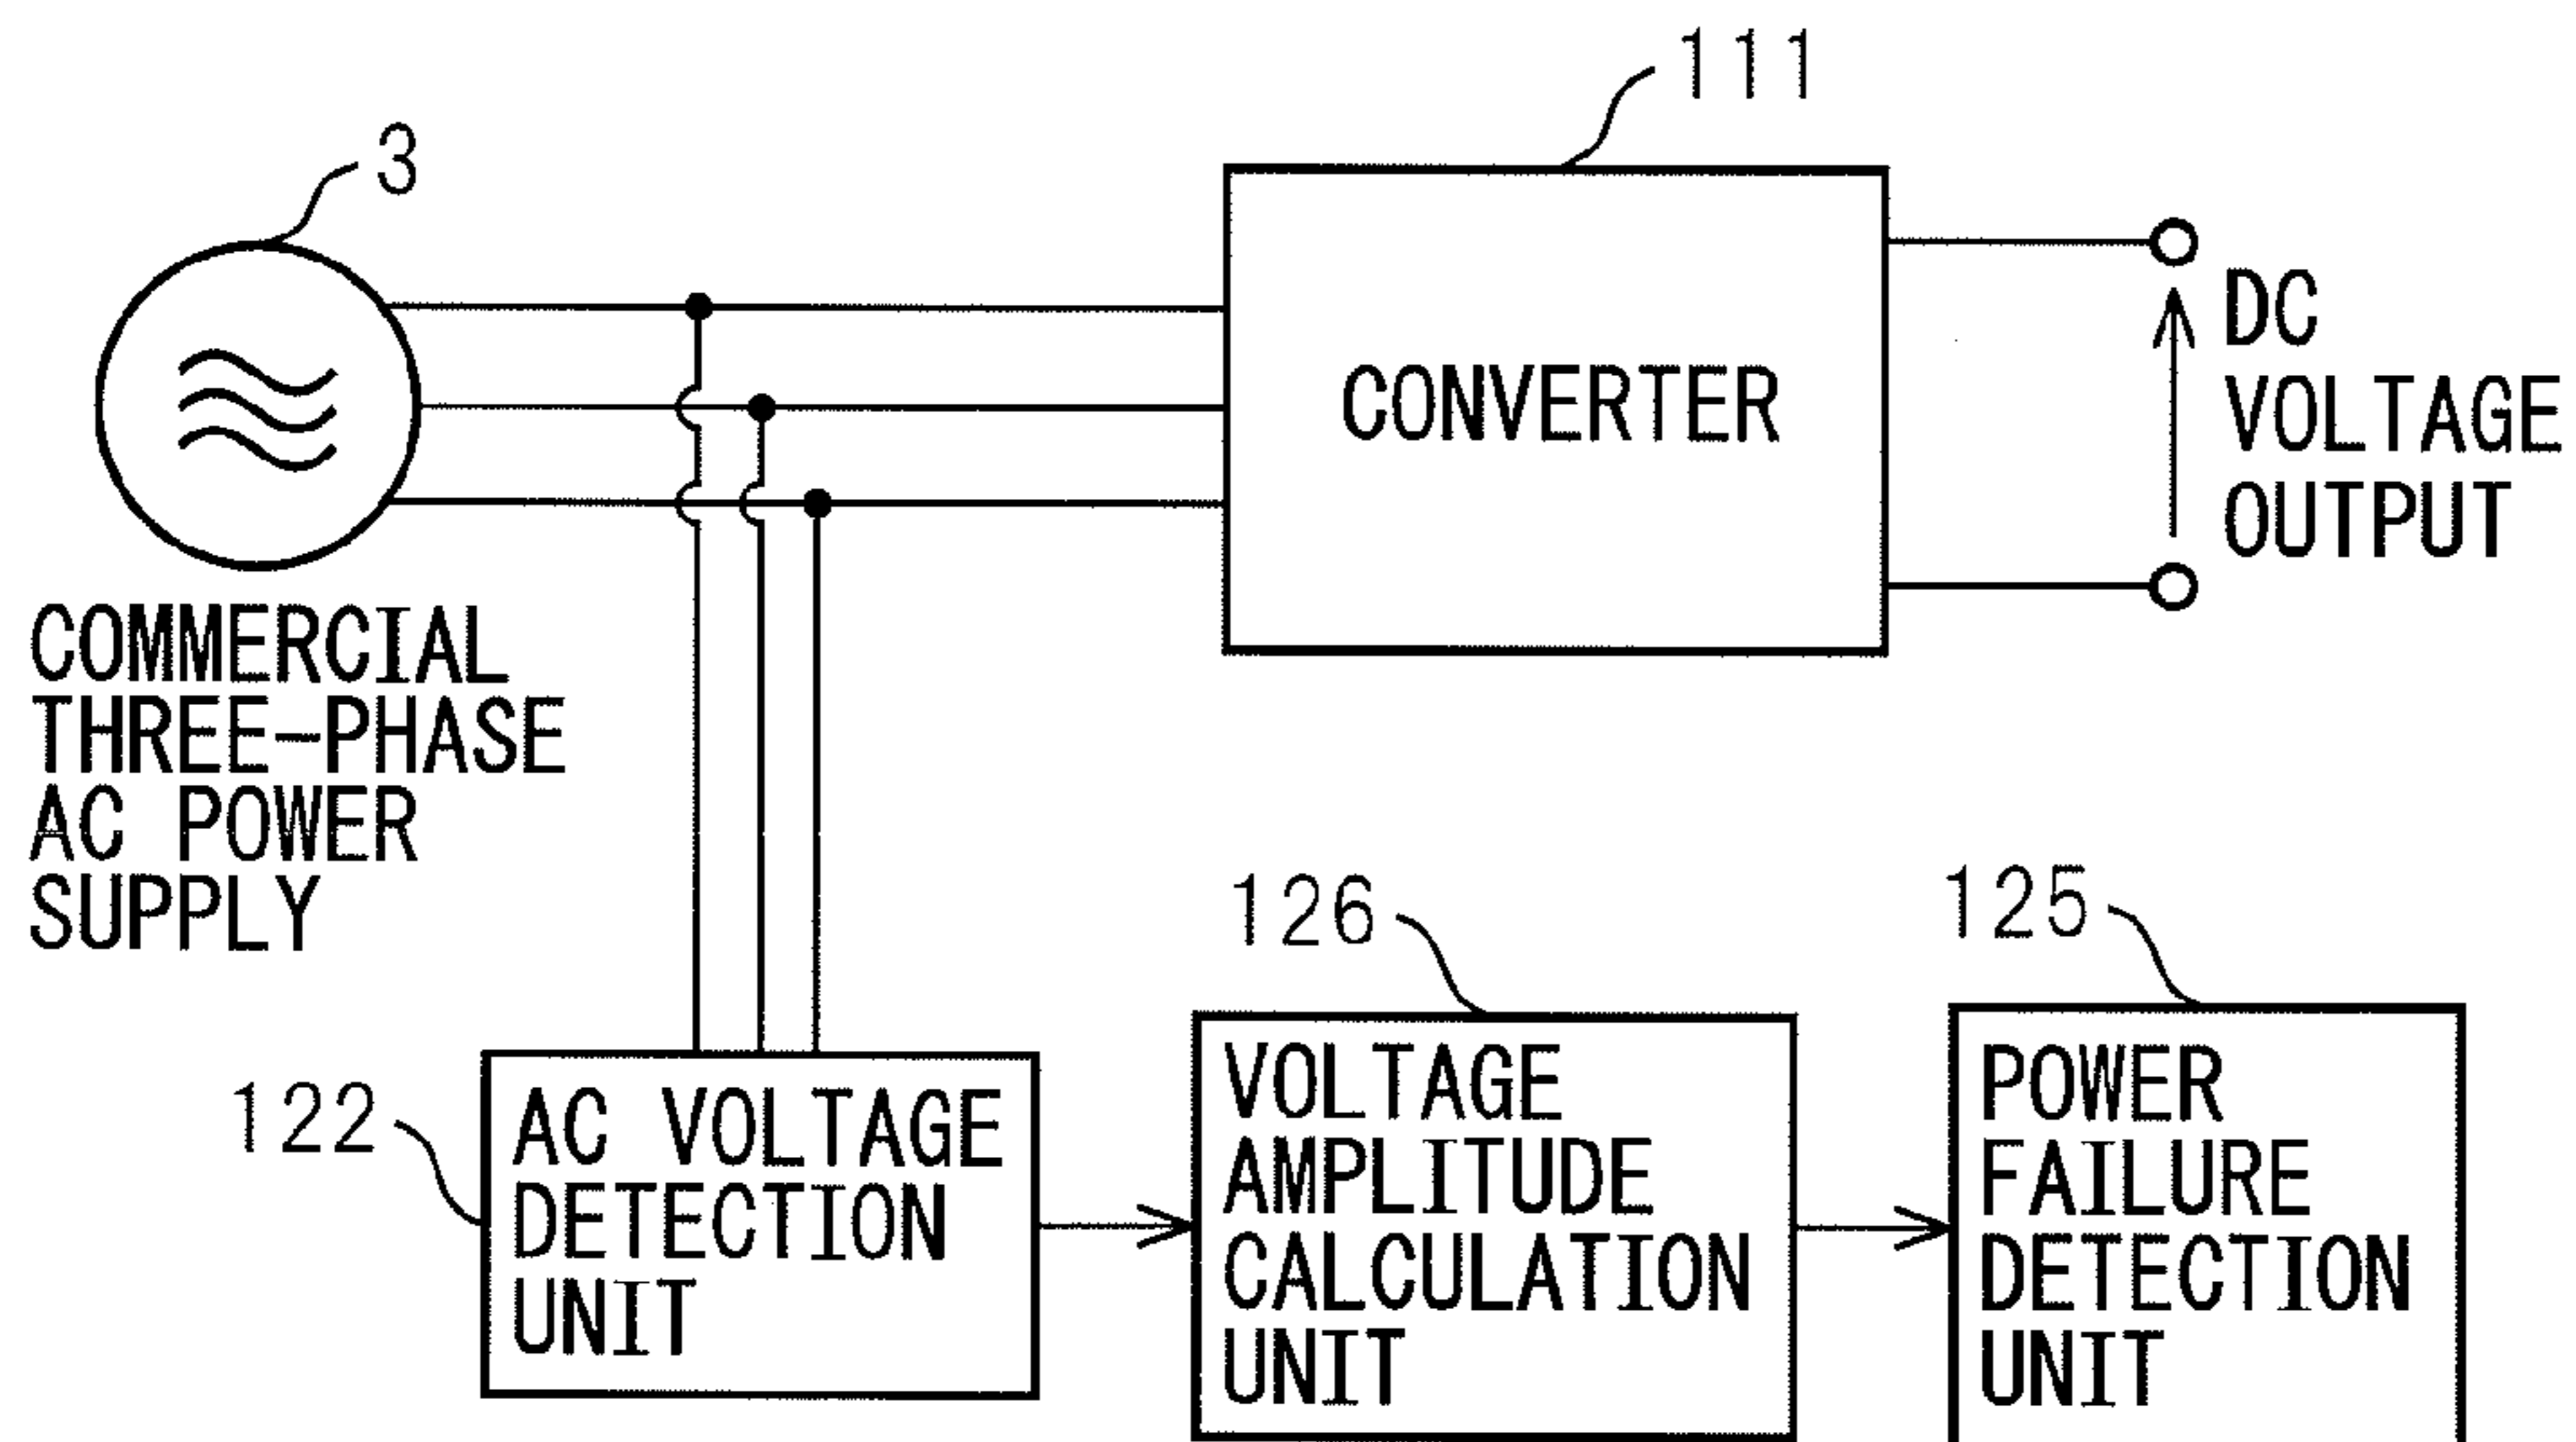 111
3
CONVERTER
DC
VOLTAGE
OUTPUT
COMMERCIAL
THREE-PHASE
AC POWER
SUPPLY
122
AC VOLTAGE
DETECTION
UNIT
126
VOLTAGE
AMPLITUDE
CALCULATION
UNIT
125
POWER
FAILURE
DETECTION
UNIT